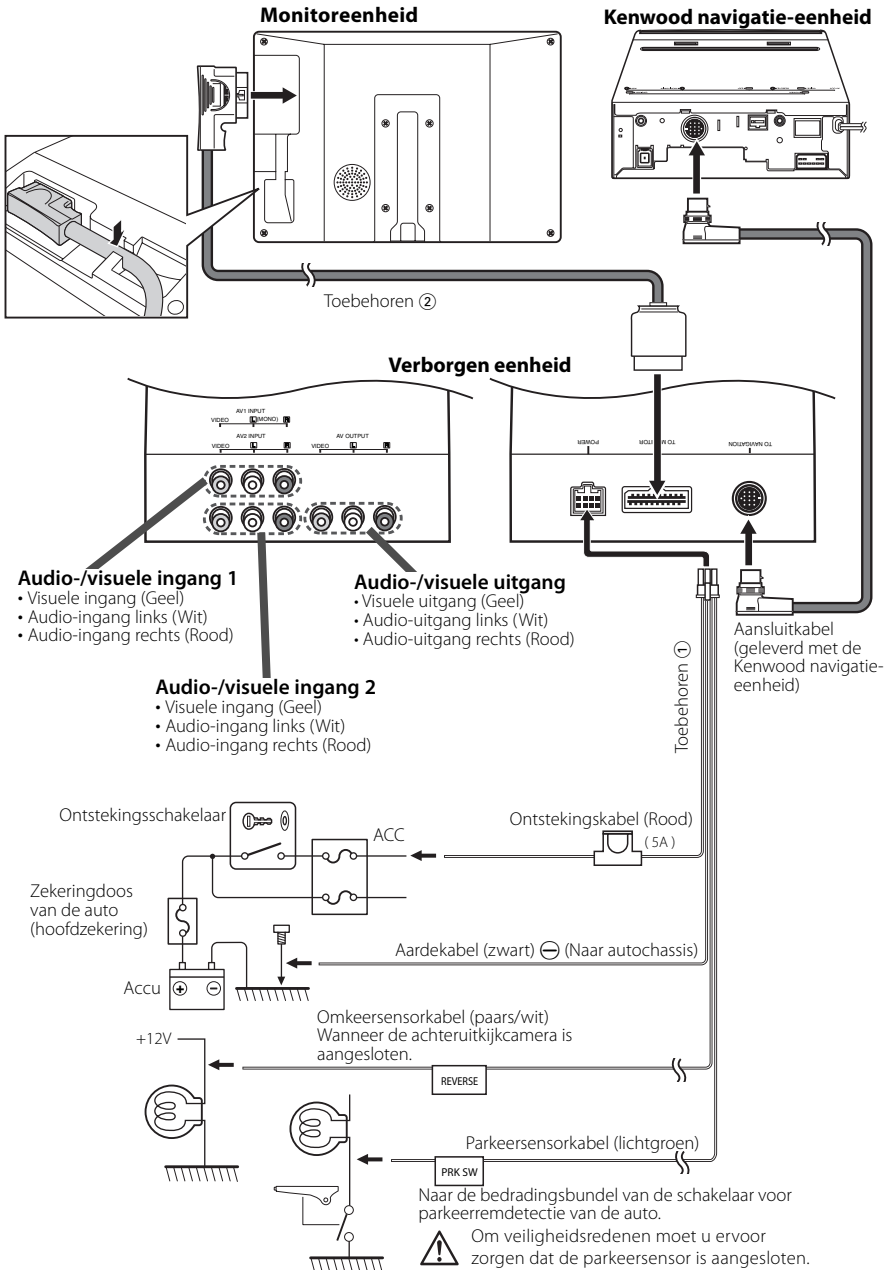 Monitoreenheid
Kenwood navigatie-eenheid
Toebehoren ②
Verborgen eenheid
AV1 INPUT
VIDEO L (MONO) R
AV2 INPUT
VIDEO L R
AV OUTPUT
VIDEO L R
POWER
TO MONITOR
TO NAVIGATION
Audio-/visuele ingang 1
• Visuele ingang (Geel)
• Audio-ingang links (Wit)
• Audio-ingang rechts (Rood)
Audio-/visuele uitgang
• Visuele uitgang (Geel)
• Audio-uitgang links (Wit)
• Audio-uitgang rechts (Rood)
Audio-/visuele ingang 2
• Visuele ingang (Geel)
• Audio-ingang links (Wit)
• Audio-ingang rechts (Rood)
Toebehoren ①
Aansluitkabel
(geleverd met de
Kenwood navigatie-
eenheid)
Ontstekingsschakelaar
ACC
Ontstekingskabel (Rood)
( 5A )
Zekeringdoos
van de auto
(hoofdzekering)
Aardekabel (zwart) ⊖ (Naar autochassis)
Accu
+12V
Omkeersensorkabel (paars/wit)
Wanneer de achteruitkijkcamera is
aangesloten.
REVERSE
Parkeersensorkabel (lichtgroen)
PRK SW
Naar de bedradingsbundel van de schakelaar voor
parkeerremdetectie van de auto.
Om veiligheidsredenen moet u ervoor
zorgen dat de parkeersensor is aangesloten.